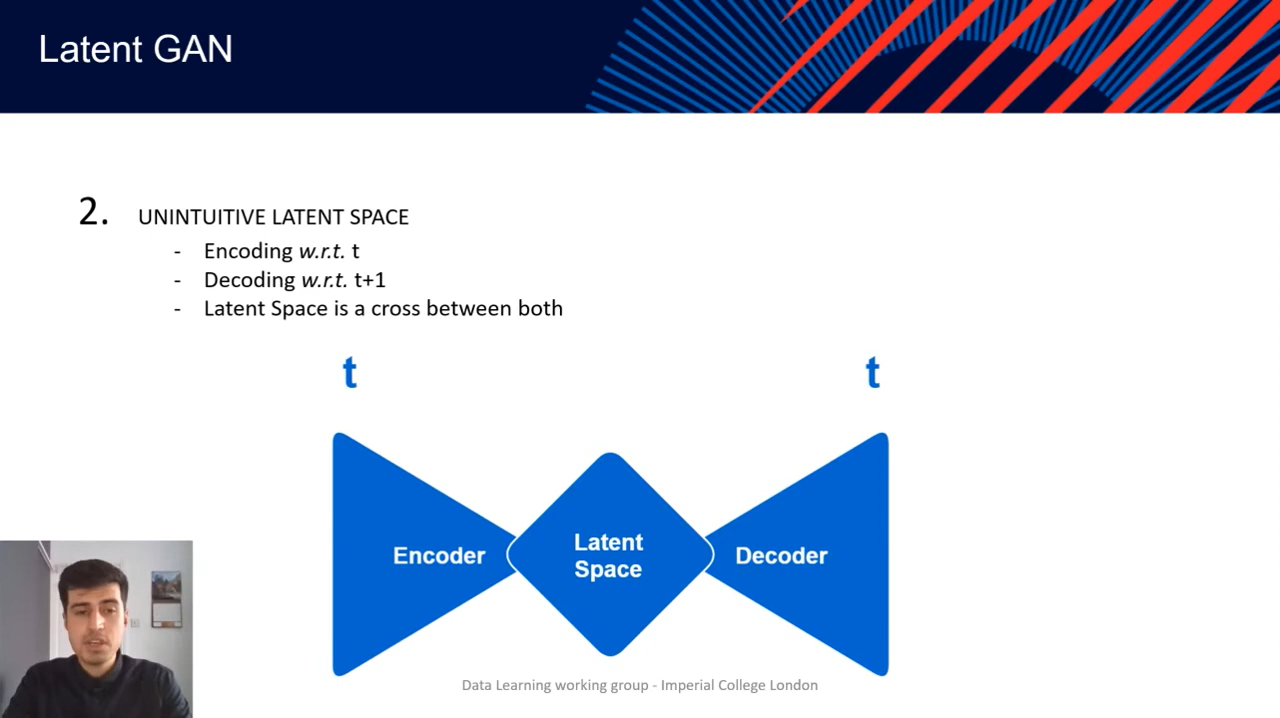 Latent GAN
2. UNINTUITIVE LATENT SPACE
- Encoding w.r.t. t
- Decoding w.r.t. t+1
- Latent Space is a cross between both
t t
Encoder
Latent
Space
Decoder
Data Learning working group - Imperial College London